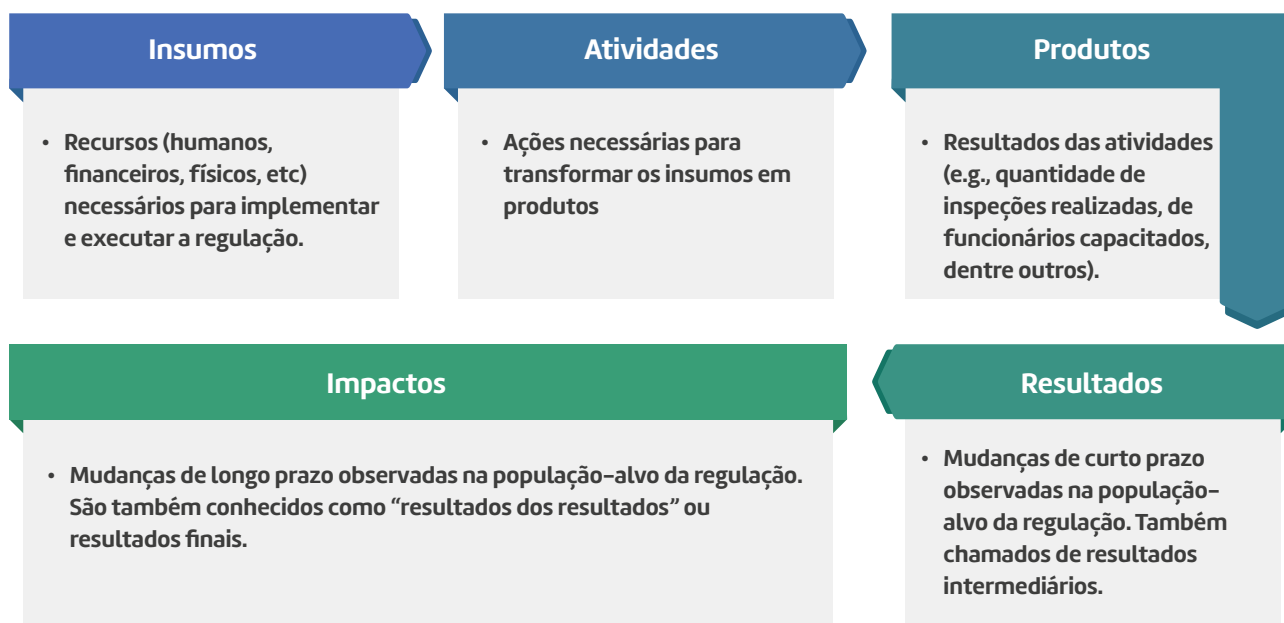 Insumos
• Recursos (humanos,
financeiros, físicos, etc)
necessários para implementar
e executar a regulação.
Atividades
• Ações necessárias para
transformar os insumos em
produtos
Produtos
• Resultados das atividades
(e.g., quantidade de
inspeções realizadas, de
funcionários capacitados,
dentre outros).
Resultados
• Mudanças de curto prazo
observadas na população-
alvo da regulação. Também
chamados de resultados
intermediários.
Impactos
• Mudanças de longo prazo observadas na população-alvo da regulação.
São também conhecidos como “resultados dos resultados” ou
resultados finais.